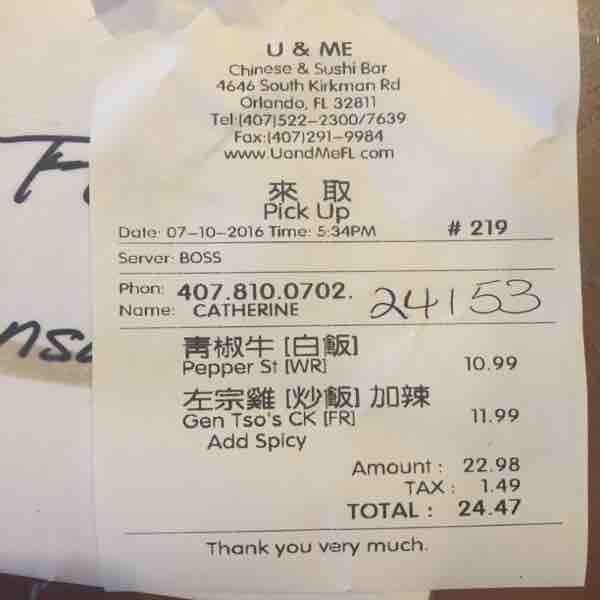 U & ME
Chinese & Sushi Bar
4646 South Kirkman Rd
Orlando, FL 32811
Tel:(407)522-2300/7639
Fax:(407)291-9984
www.UandMeFL.com
來 取
Pick Up
Date: 07-10-2016 Time: 5:34PM # 219
Server: BOSS
Phon: 407.810.0702.
Name: CATHERINE 24153
青椒牛 [白飯]
Pepper St [WR] 10.99
左宗雞 [炒飯] 加辣
Gen Tso's CK [FR] 11.99
Add Spicy
Amount : 22.98
TAX : 1.49
TOTAL : 24.47
Thank you very much.